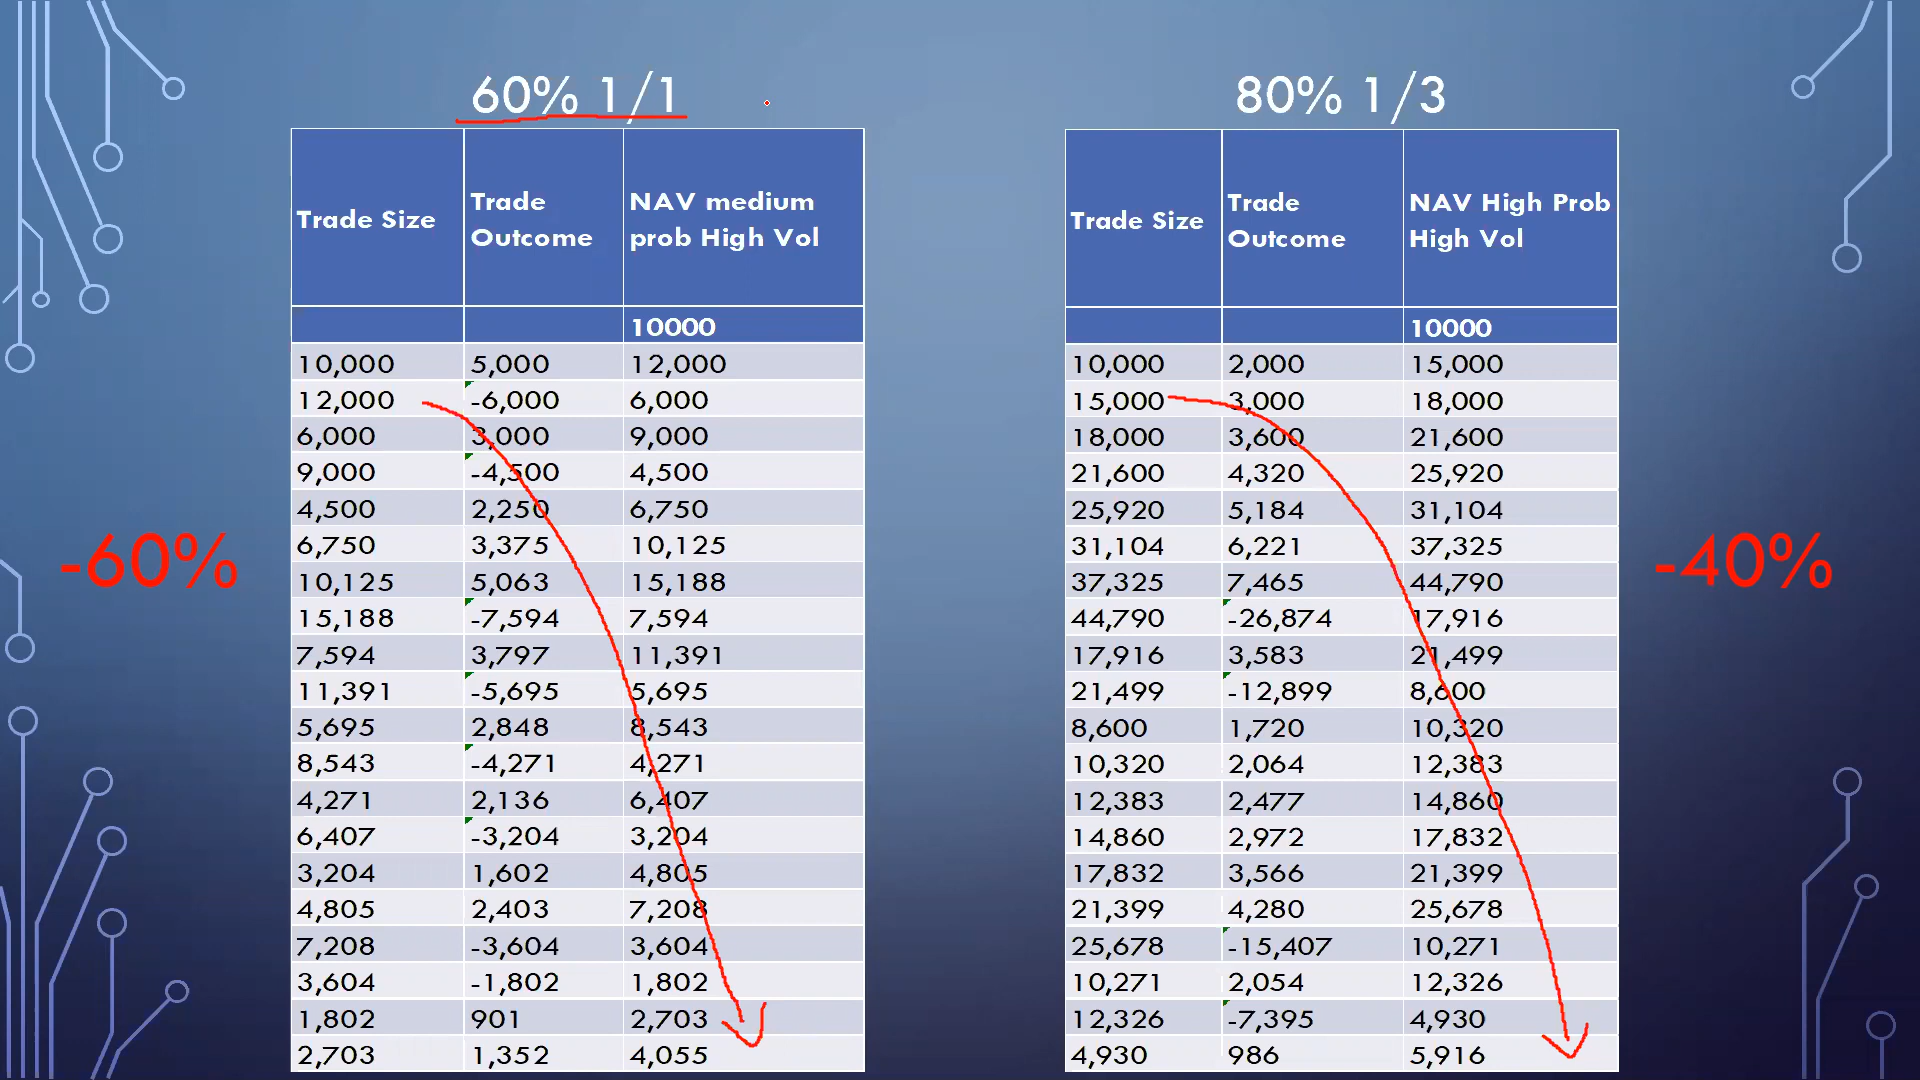 60% 1/1
Trade Size Trade Outcome NAV medium prob High Vol
10000
10,000 5,000 12,000
12,000 -6,000 6,000
6,000 3,000 9,000
9,000 -4,500 4,500
4,500 2,250 6,750
6,750 3,375 10,125
10,125 5,063 15,188
15,188 -7,594 7,594
7,594 3,797 11,391
11,391 -5,695 5,695
5,695 2,848 8,543
8,543 -4,271 4,271
4,271 2,136 6,407
6,407 -3,204 3,204
3,204 1,602 4,805
4,805 2,403 7,208
7,208 -3,604 3,604
3,604 -1,802 1,802
1,802 901 2,703
2,703 1,352 4,055
-60%
80% 1/3
Trade Size Trade Outcome NAV High Prob High Vol
10000
10,000 2,000 15,000
15,000 3,000 18,000
18,000 3,600 21,600
21,600 4,320 25,920
25,920 5,184 31,104
31,104 6,221 37,325
37,325 7,465 44,790
44,790 -26,874 17,916
17,916 3,583 21,499
21,499 -12,899 8,600
8,600 1,720 10,320
10,320 2,064 12,383
12,383 2,477 14,860
14,860 2,972 17,832
17,832 3,566 21,399
21,399 4,280 25,678
25,678 -15,407 10,271
10,271 2,054 12,326
12,326 -7,395 4,930
4,930 986 5,916
-40%